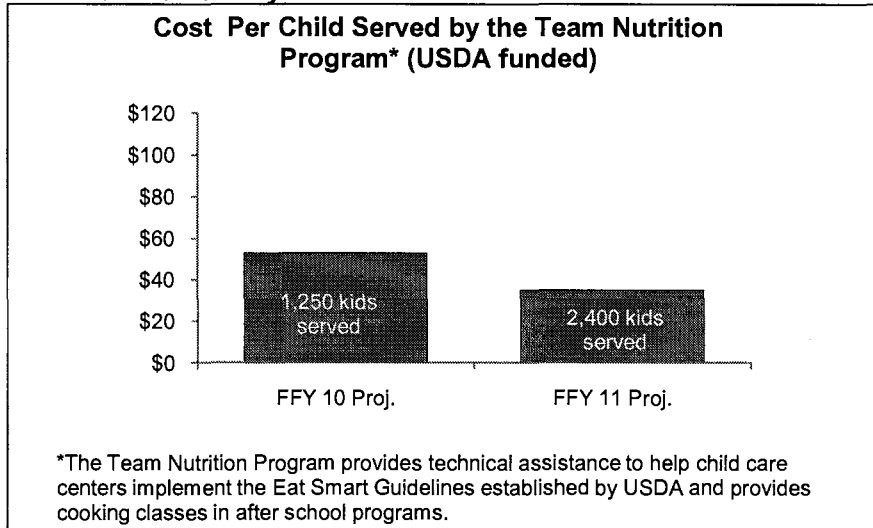 Cost Per Child Served by the Team Nutrition
Program* (USDA funded)
$120
$100
$80
$60
$40
$20
$0
1,250 kids
served
2,400 kids
served
FFY 10 Proj.
FFY 11 Proj.
*The Team Nutrition Program provides technical assistance to help child care
centers implement the Eat Smart Guidelines established by USDA and provides
cooking classes in after school programs.